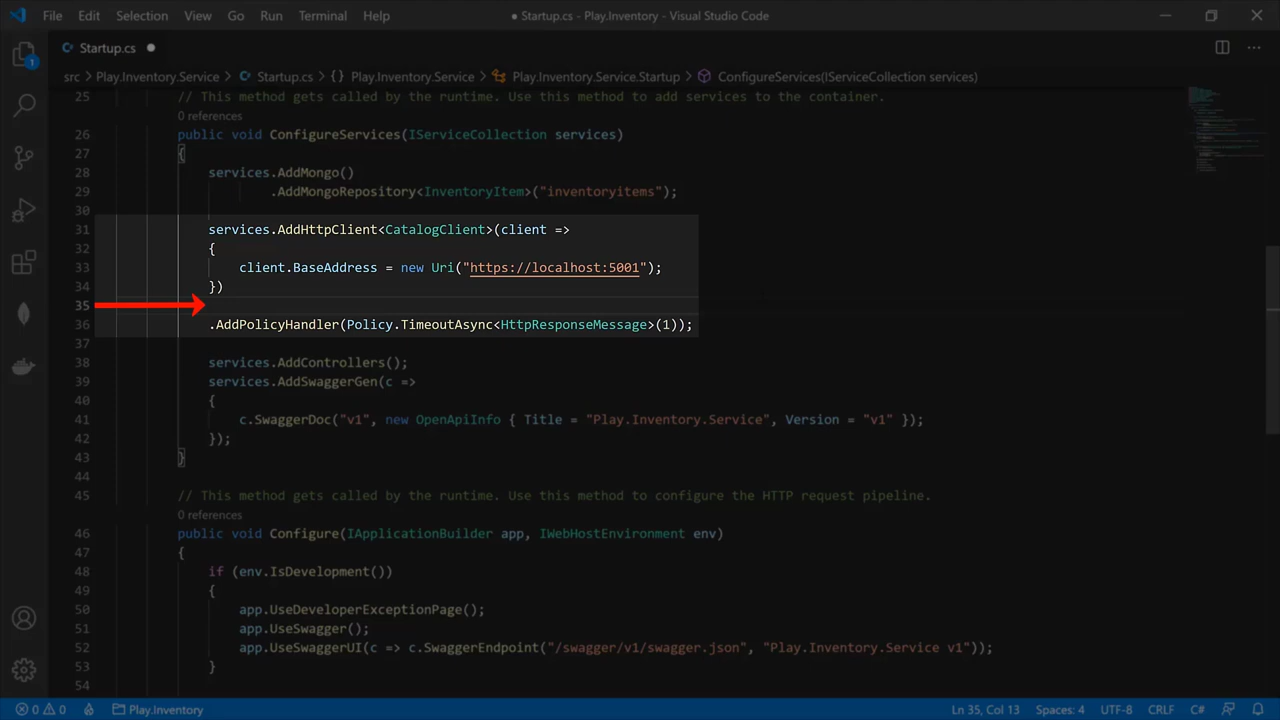 File Edit Selection View Go Run Terminal Help
● Startup.cs - Play.Inventory - Visual Studio Code
Startup.cs
1
src > Play.Inventory.Service > Startup.cs > {} Play.Inventory.Service > Play.Inventory.Service.Startup > ConfigureServices(IServiceCollection services)
25 // This method gets called by the runtime. Use this method to add services to the container.
0 references
26 public void ConfigureServices(IServiceCollection services)
27 {
28 services.AddMongo()
29 .AddMongoRepository<InventoryItem>("inventoryitems");
30
31 services.AddHttpClient<CatalogClient>(client =>
32 {
33 client.BaseAddress = new Uri("https://localhost:5001");
34 })
35
36 .AddPolicyHandler(Policy.TimeoutAsync<HttpResponseMessage>(1));
37
38 services.AddControllers();
39 services.AddSwaggerGen(c =>
40 {
41 c.SwaggerDoc("v1", new OpenApiInfo { Title = "Play.Inventory.Service", Version = "v1" });
42 });
43 }
44
45 // This method gets called by the runtime. Use this method to configure the HTTP request pipeline.
0 references
46 public void Configure(IApplicationBuilder app, IWebHostEnvironment env)
47 {
48 if (env.IsDevelopment())
49 {
50 app.UseDeveloperExceptionPage();
51 app.UseSwagger();
52 app.UseSwaggerUI(c => c.SwaggerEndpoint("/swagger/v1/swagger.json", "Play.Inventory.Service v1"));
53 }
54
0 0 Play.Inventory Ln 35, Col 13 Spaces: 4 UTF-8 CRLF C#